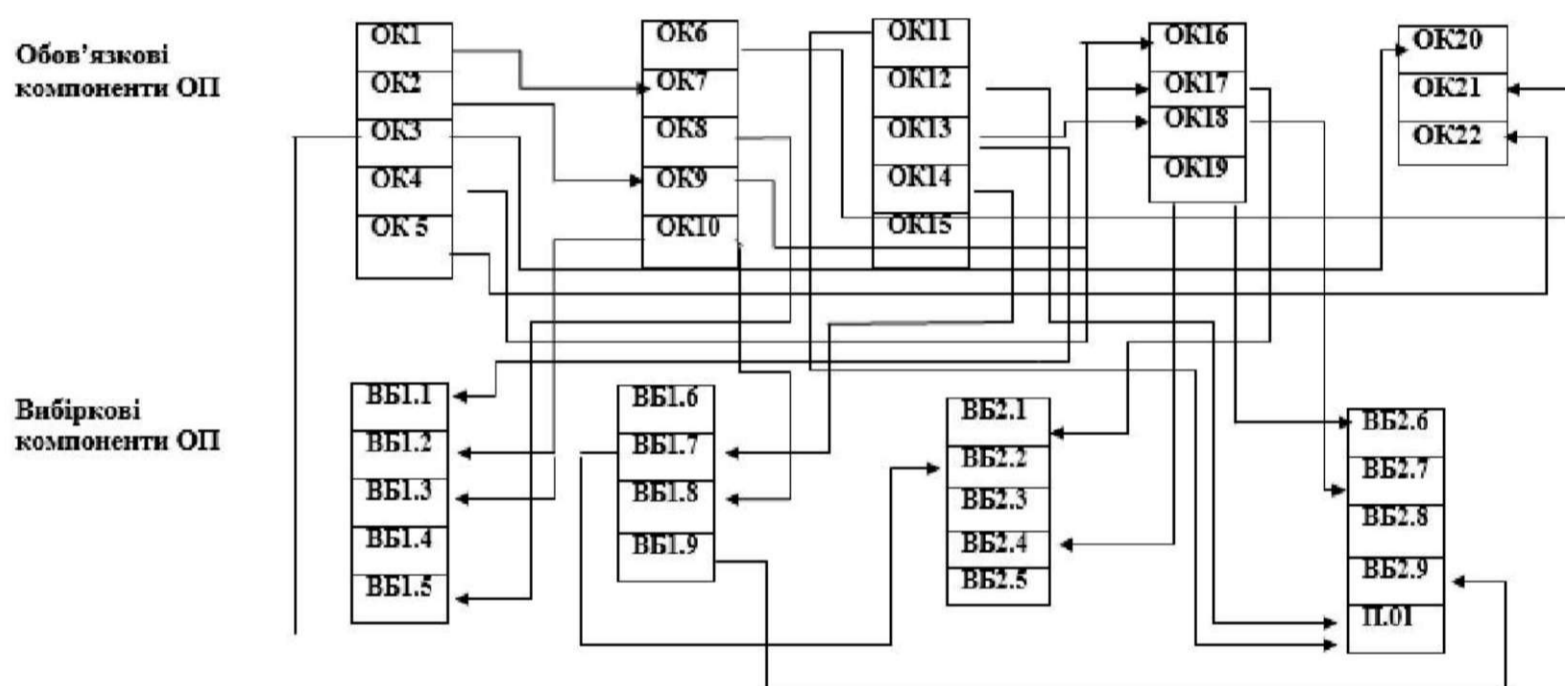 Обов’язкові
компоненти ОП
ОК1
ОК2
ОК3
ОК4
ОК 5
ОК6
ОК7
ОК8
ОК9
ОК10
ОК11
ОК12
ОК13
ОК14
ОК15
ОК16
ОК17
ОК18
ОК19
ОК20
ОК21
ОК22
Вибіркові
компоненти ОП
ВБ1.1
ВБ1.2
ВБ1.3
ВБ1.4
ВБ1.5
ВБ1.6
ВБ1.7
ВБ1.8
ВБ1.9
ВБ2.1
ВБ2.2
ВБ2.3
ВБ2.4
ВБ2.5
ВБ2.6
ВБ2.7
ВБ2.8
ВБ2.9
П.01